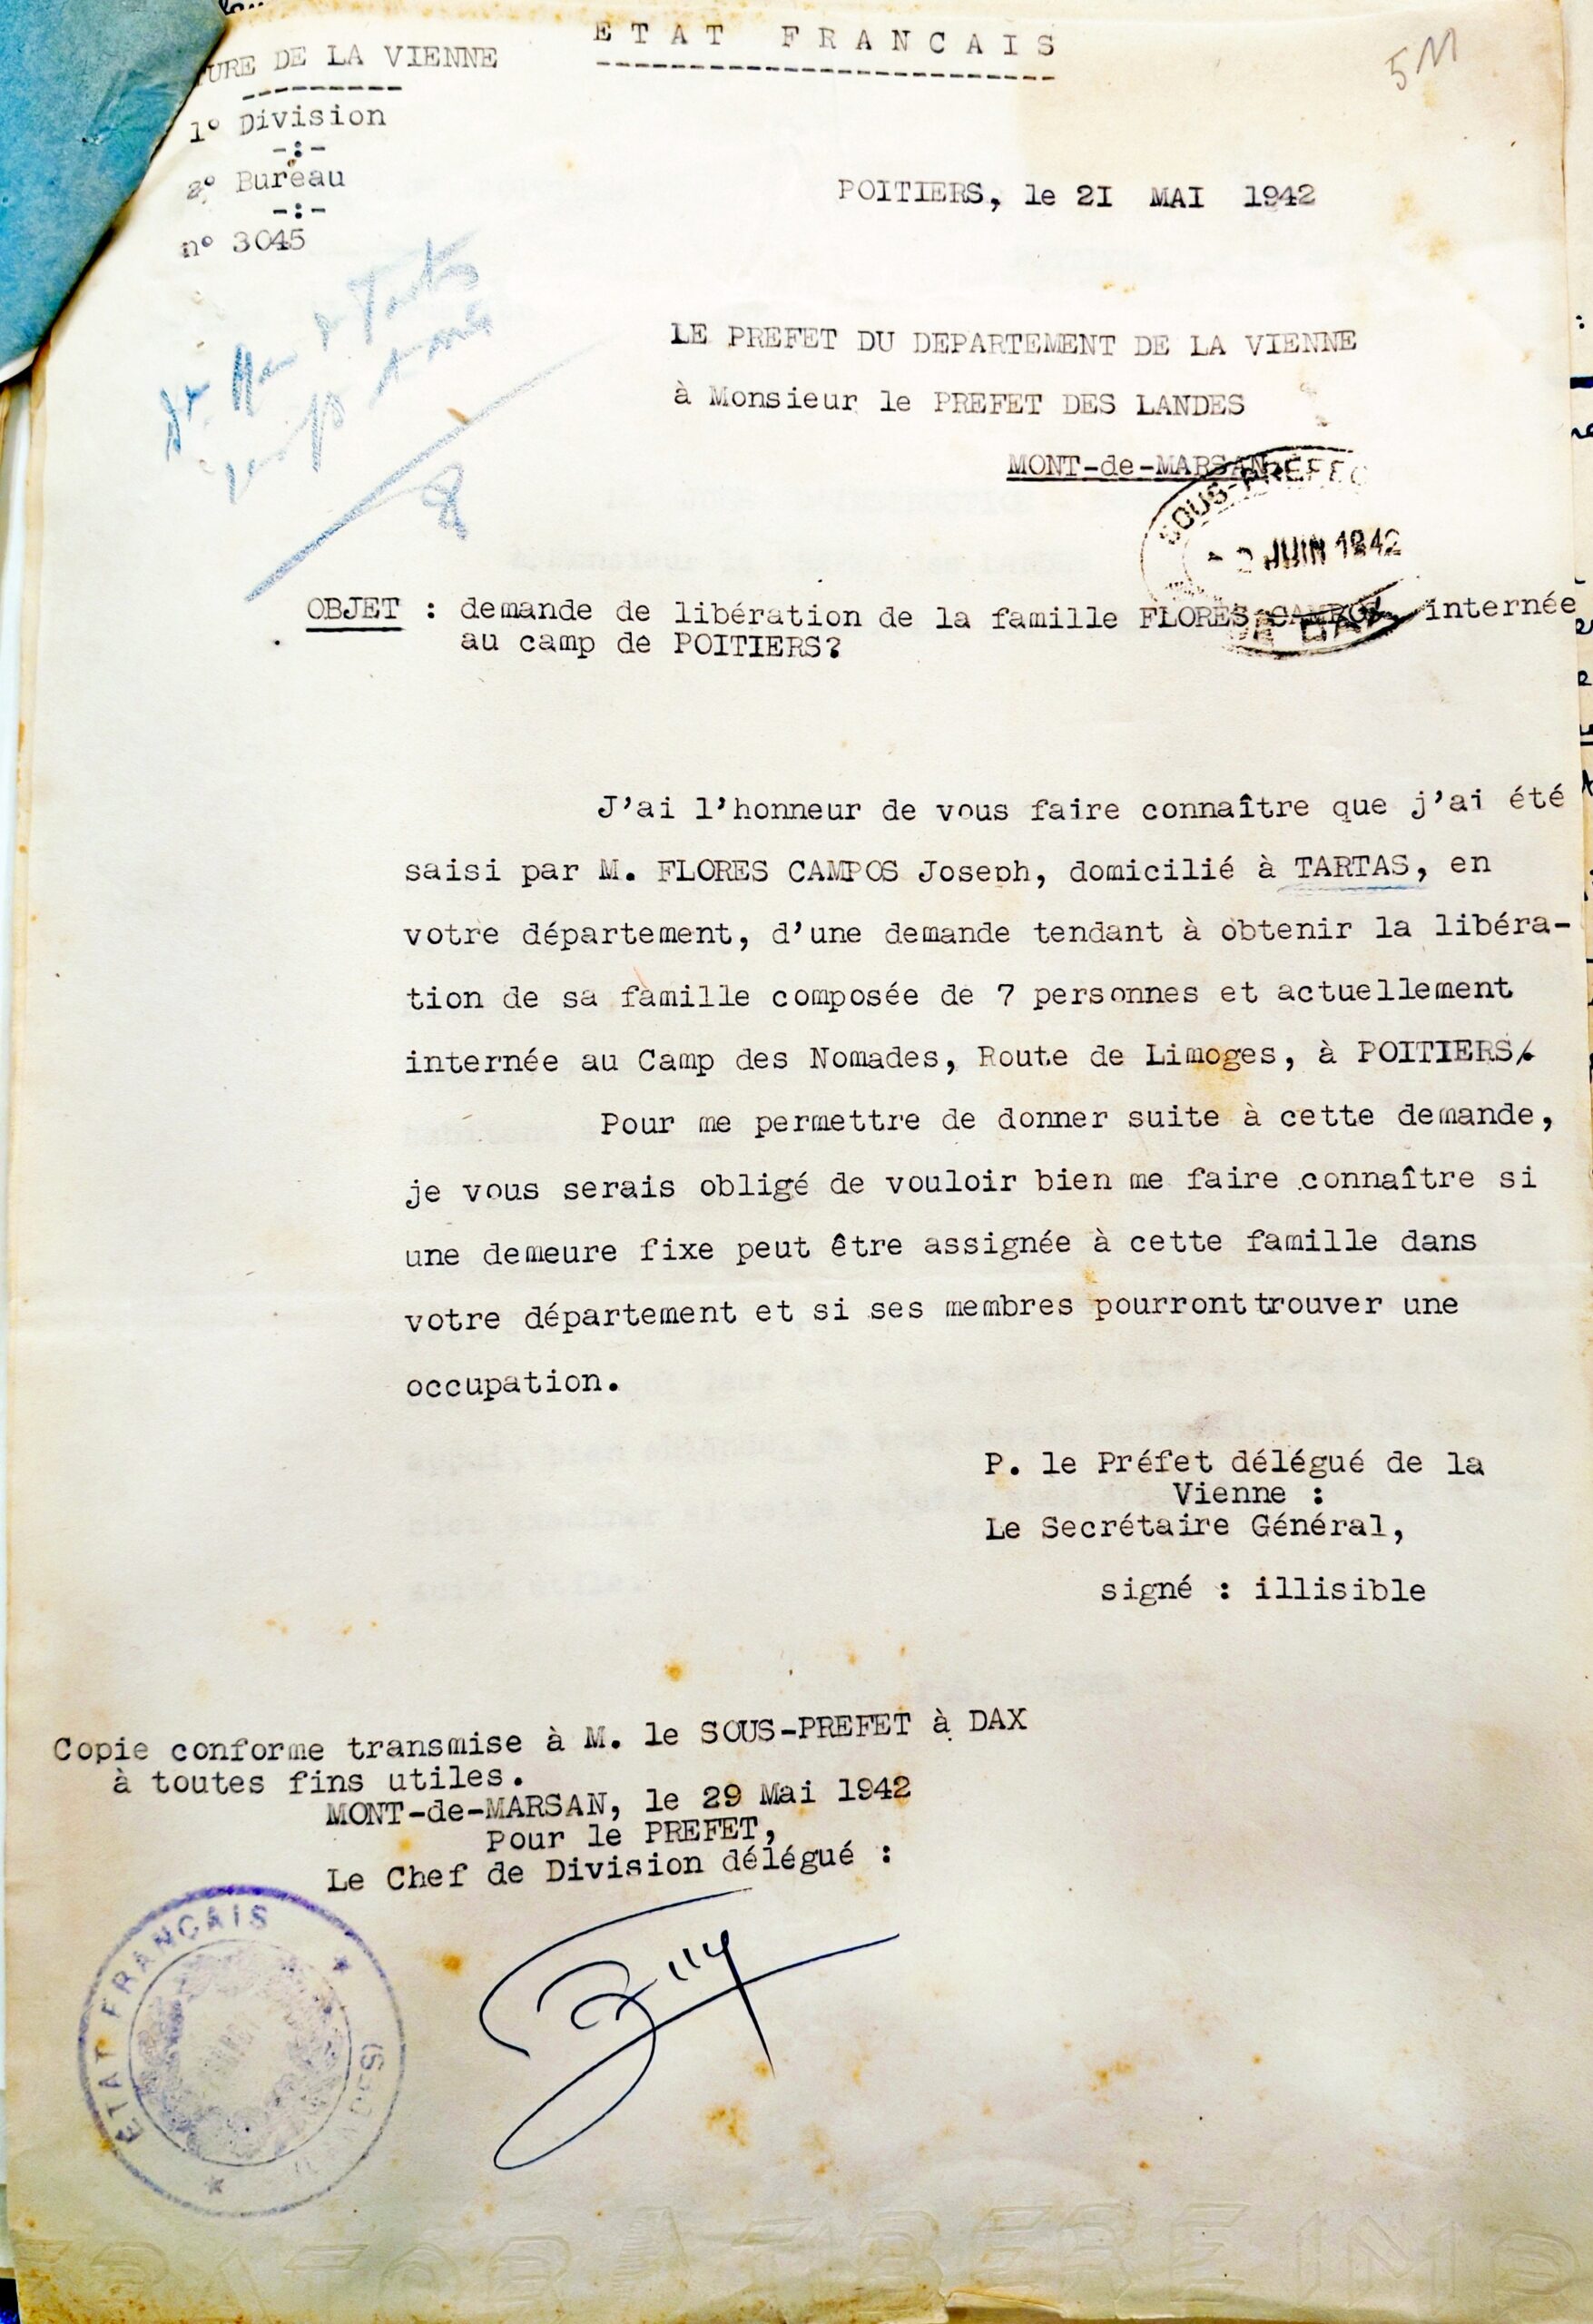 ETAT FRANCAIS
URE DE LA VIENNE
5M
1° Division
-:-
2° Bureau
-:-
n° 3045
POITIERS, le 21 MAI 1942
LE PREFET DU DEPARTEMENT DE LA VIENNE
à Monsieur le PREFET DES LANDES
MONT-de-MARSAN
SOUS-PREFEC
JUIN 1942
OBJET : demande de libération de la famille FLORES CAMPOS, internée
au camp de POITIERS?
J'ai l'honneur de vous faire connaître que j'ai été
saisi par M. FLORES CAMPOS Joseph, domicilié à TARTAS, en
votre département, d'une demande tendant à obtenir la libéra-
tion de sa famille composée de 7 personnes et actuellement
internée au Camp des Nomades, Route de Limoges, à POITIERS/.
Pour me permettre de donner suite à cette demande,
je vous serais obligé de vouloir bien me faire connaître si
une demeure fixe peut être assignée à cette famille dans
votre département et si ses membres pourront trouver une
occupation.
P. le Préfet délégué de la
Vienne :
Le Secrétaire Général,
signé : illisible
Copie conforme transmise à M. le SOUS-PREFET à DAX
à toutes fins utiles.
MONT-de-MARSAN, le 29 Mai 1942
Pour le PREFET,
Le Chef de Division délégué :
ETAT FRANÇAIS